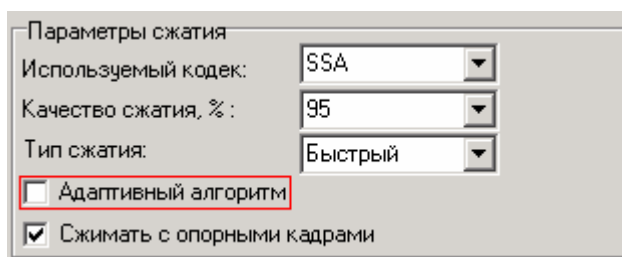 Параметры сжатия
Используемый кодек: SSA
Качество сжатия, % : 95
Тип сжатия: Быстрый
Адаптивный алгоритм
Сжимать с опорными кадрами